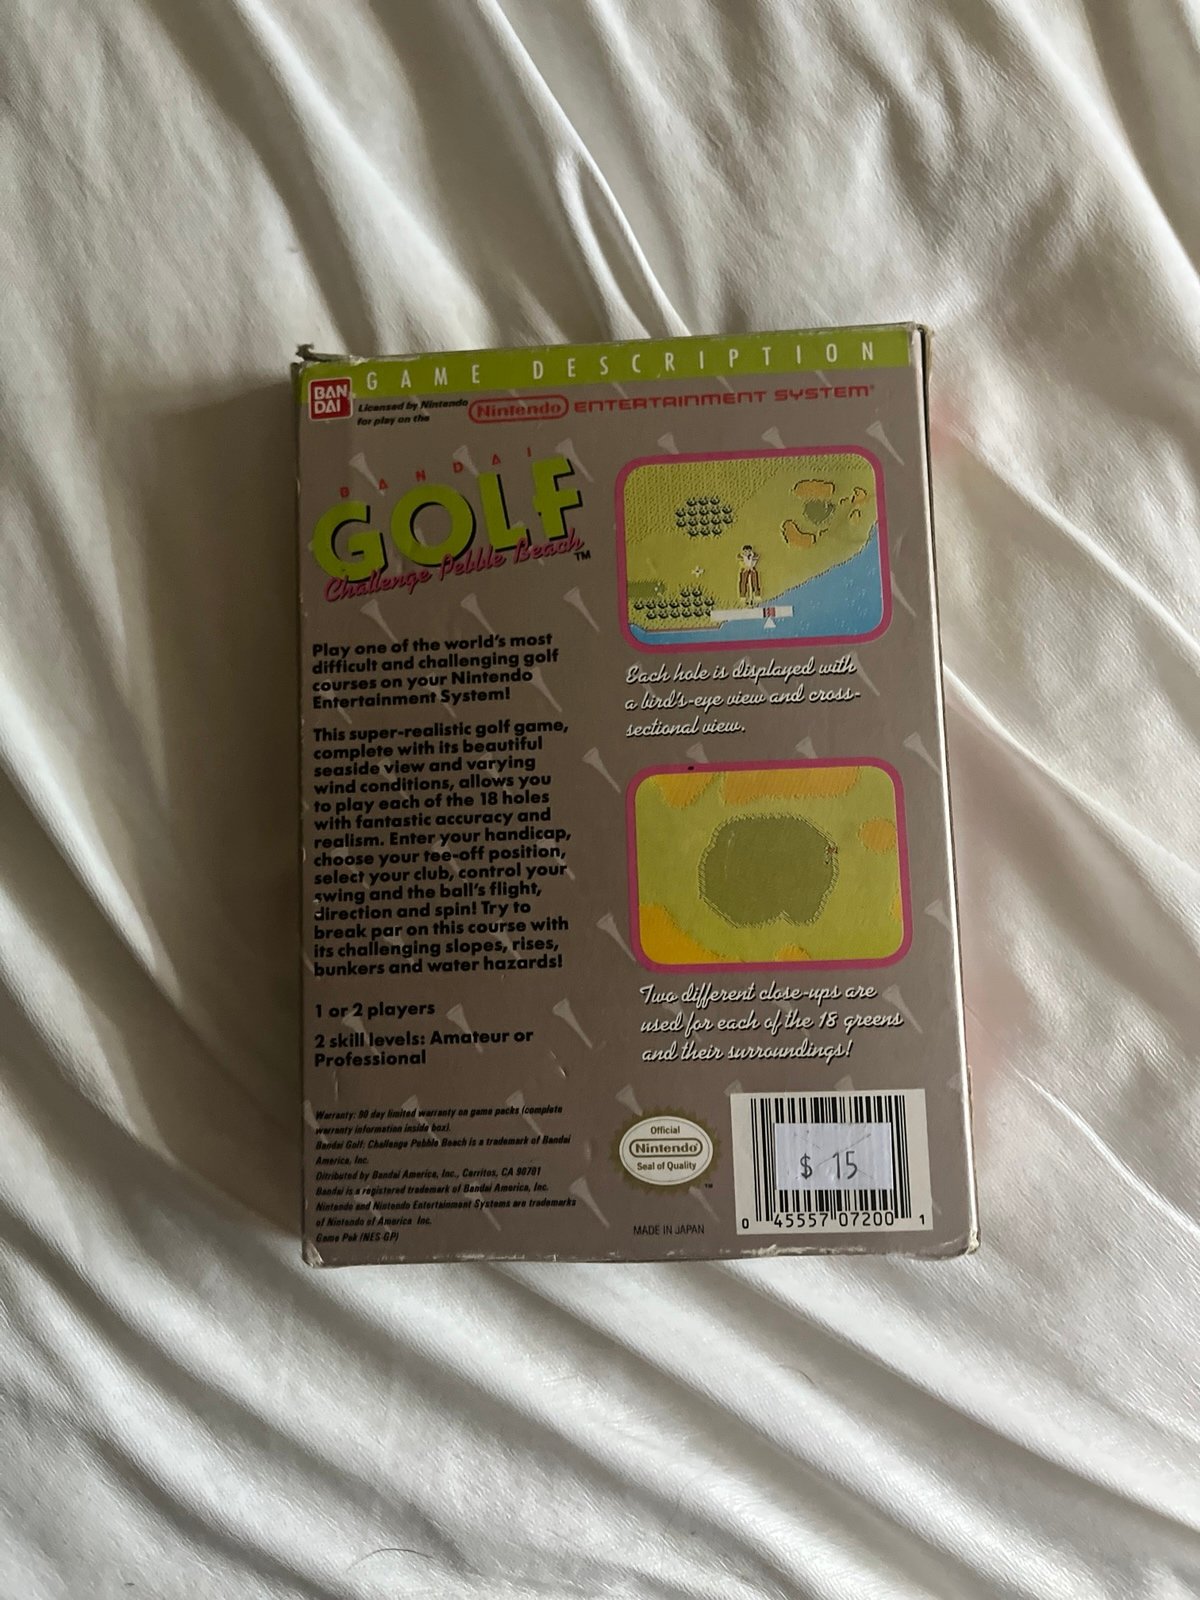 GAME DESCRIPTION
BAN
DAI
Licensed by Nintendo
for play on the
Nintendo ENTERTAINMENT SYSTEM®
BANDAI
GOLF
Challenge Pebble Beach™
Play one of the world's most
difficult and challenging golf
courses on your Nintendo
Entertainment System!
This super-realistic golf game,
complete with its beautiful
seaside view and varying
wind conditions, allows you
to play each of the 18 holes
with fantastic accuracy and
realism. Enter your handicap,
choose your tee-off position,
select your club, control your
swing and the ball's flight,
direction and spin! Try to
break par on this course with
its challenging slopes, rises,
bunkers and water hazards!
1 or 2 players
2 skill levels: Amateur or
Professional
Warranty: 90 day limited warranty on game packs (complete
warranty information inside box).
Bandai Golf: Challenge Pebble Beach is a trademark of Bandai
America, Inc.
Ditributed by Bandai America, Inc., Cerritos, CA 90701
Bandai is a registered trademark of Bandai America, Inc.
Nintendo and Nintendo Entertainment Systems are trademarks
of Nintendo of America Inc.
Game Pak (NES-GP)
Each hole is displayed with
a bird's-eye view and cross-
sectional view.
Two different close-ups are
used for each of the 18 greens
and their surroundings!
Official
Nintendo
Seal of Quality
™
MADE IN JAPAN
$ 15
0 45557 07200 1